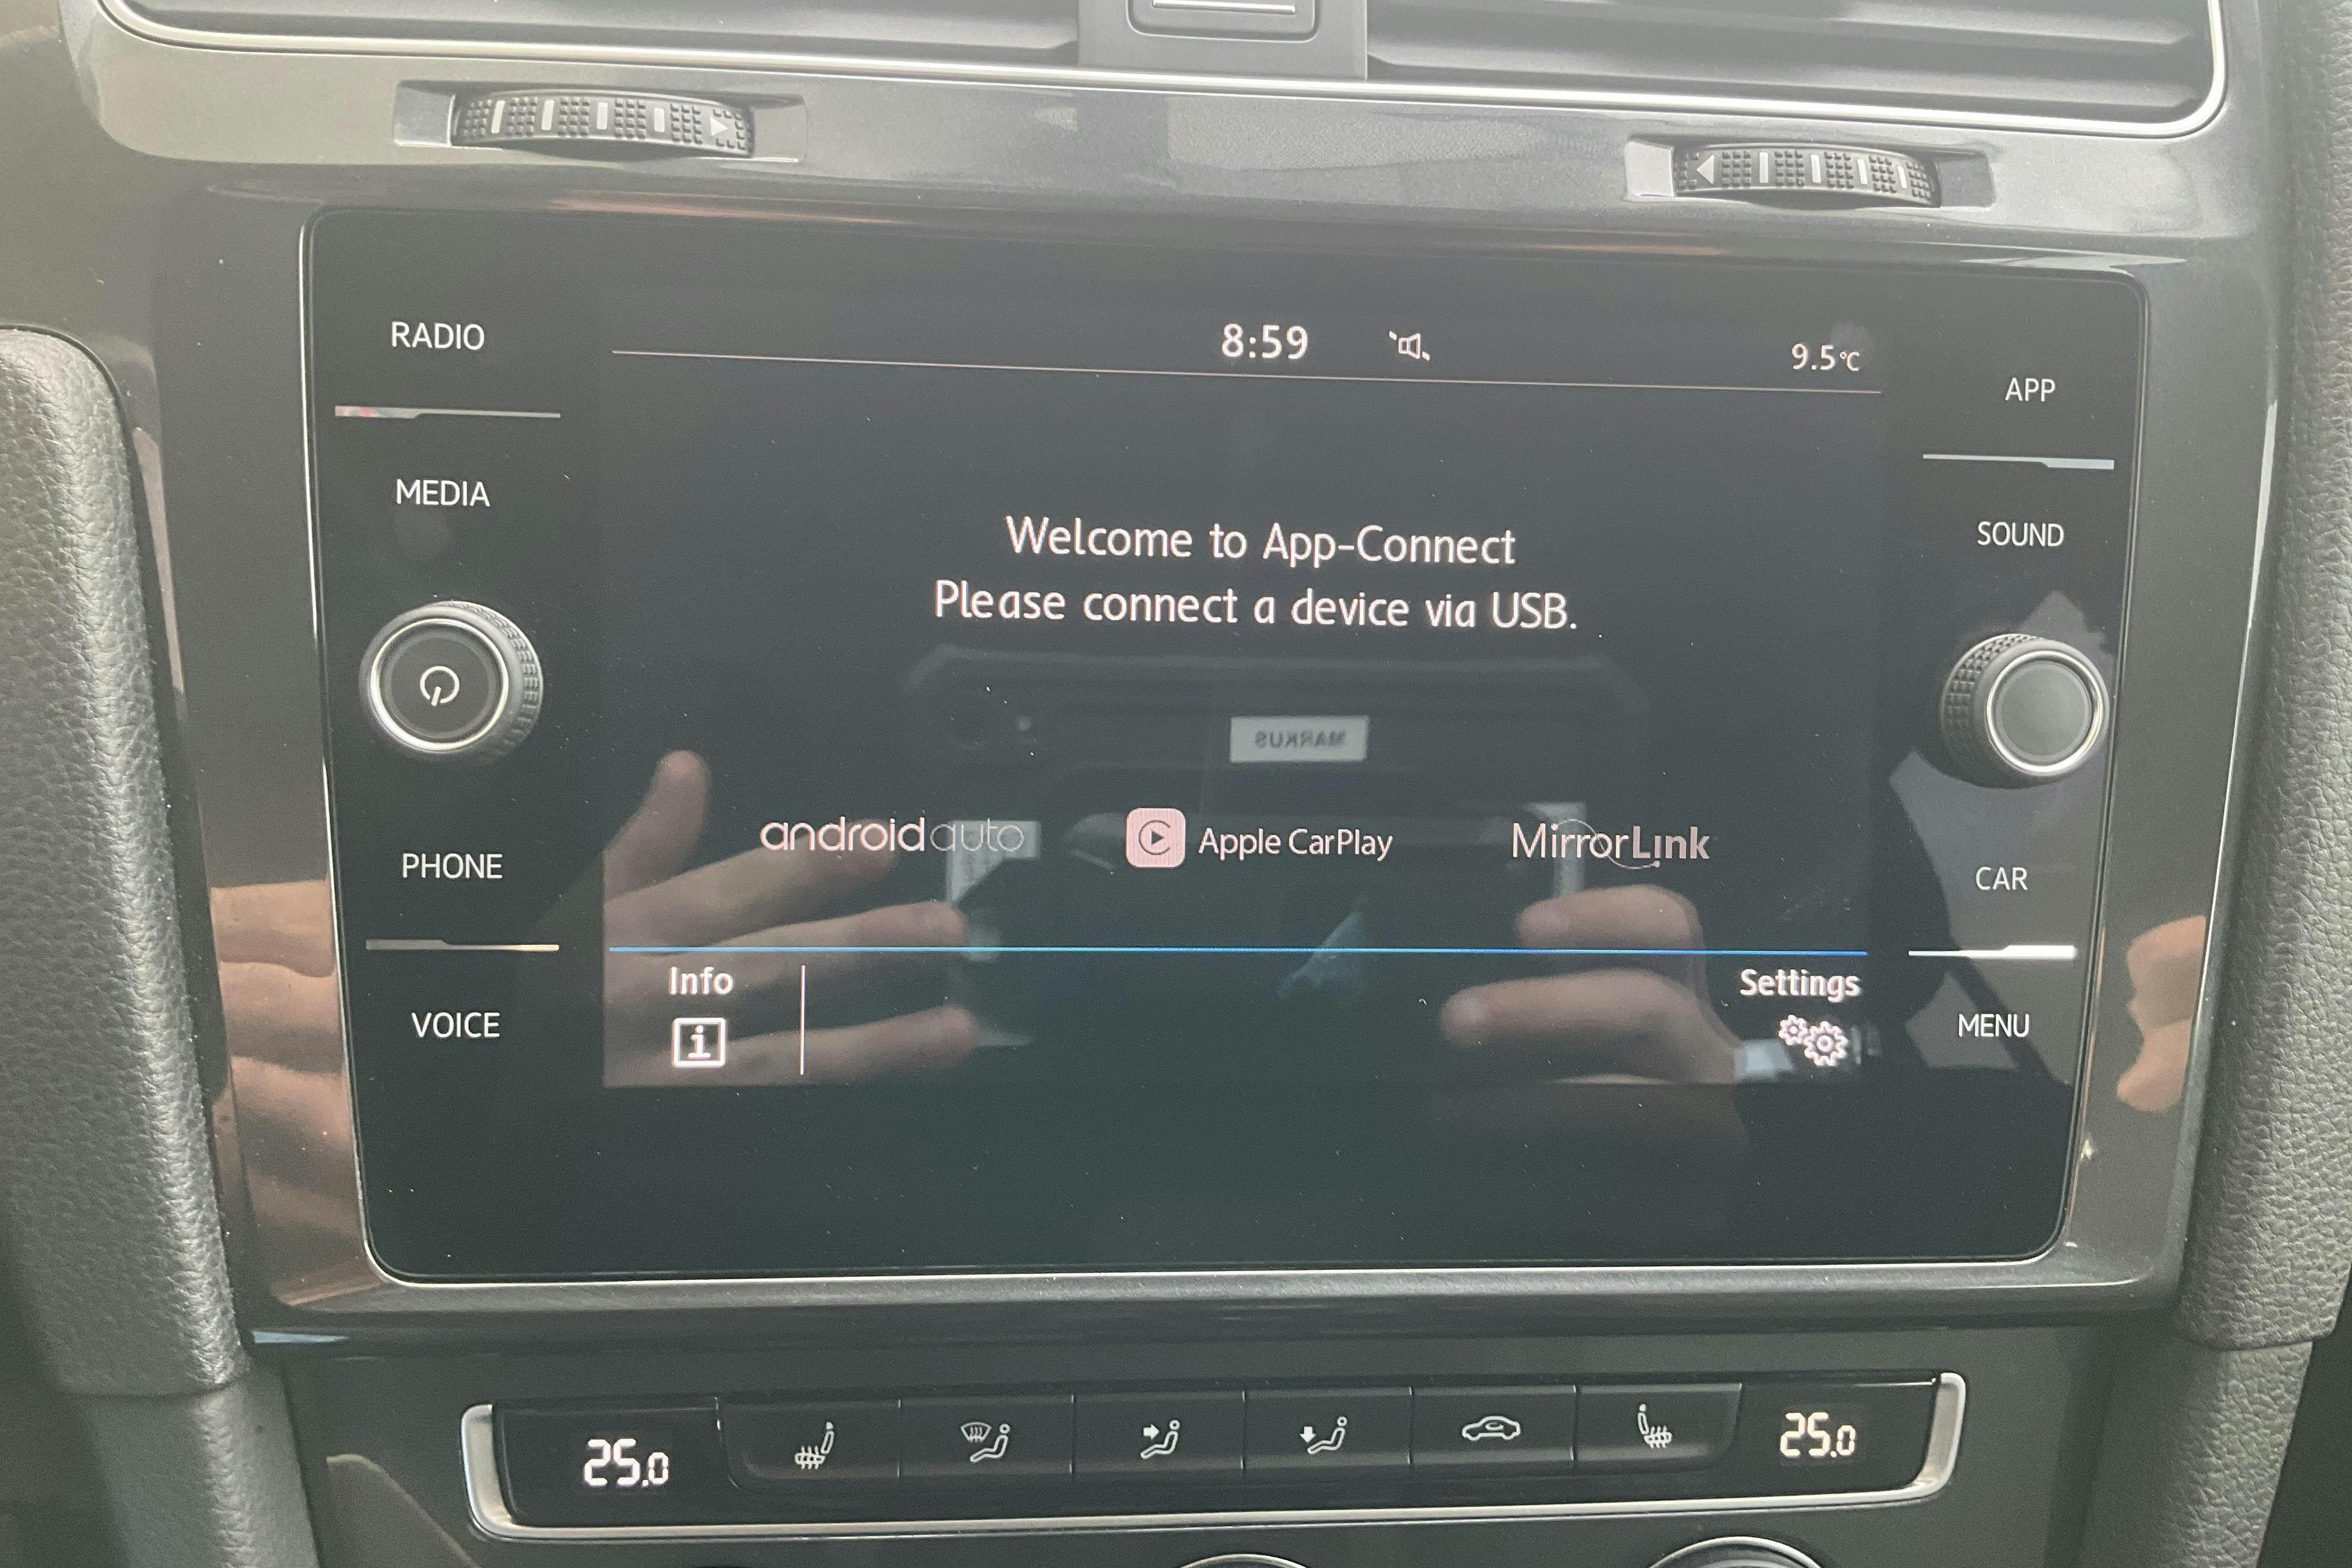 8:59
9.5°C
RADIO
MEDIA
PHONE
VOICE
Welcome to App-Connect
Please connect a device via USB.
MARKUS
androidauto
Apple CarPlay
MirrorLink
Info
Settings
APP
SOUND
CAR
MENU
25.0
25.0